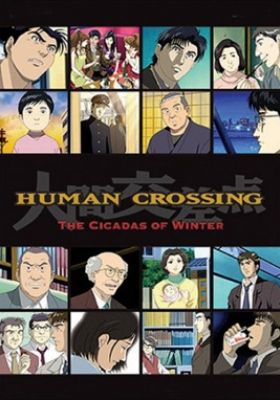 人間交差点
HUMAN CROSSING
THE CICADAS OF WINTER